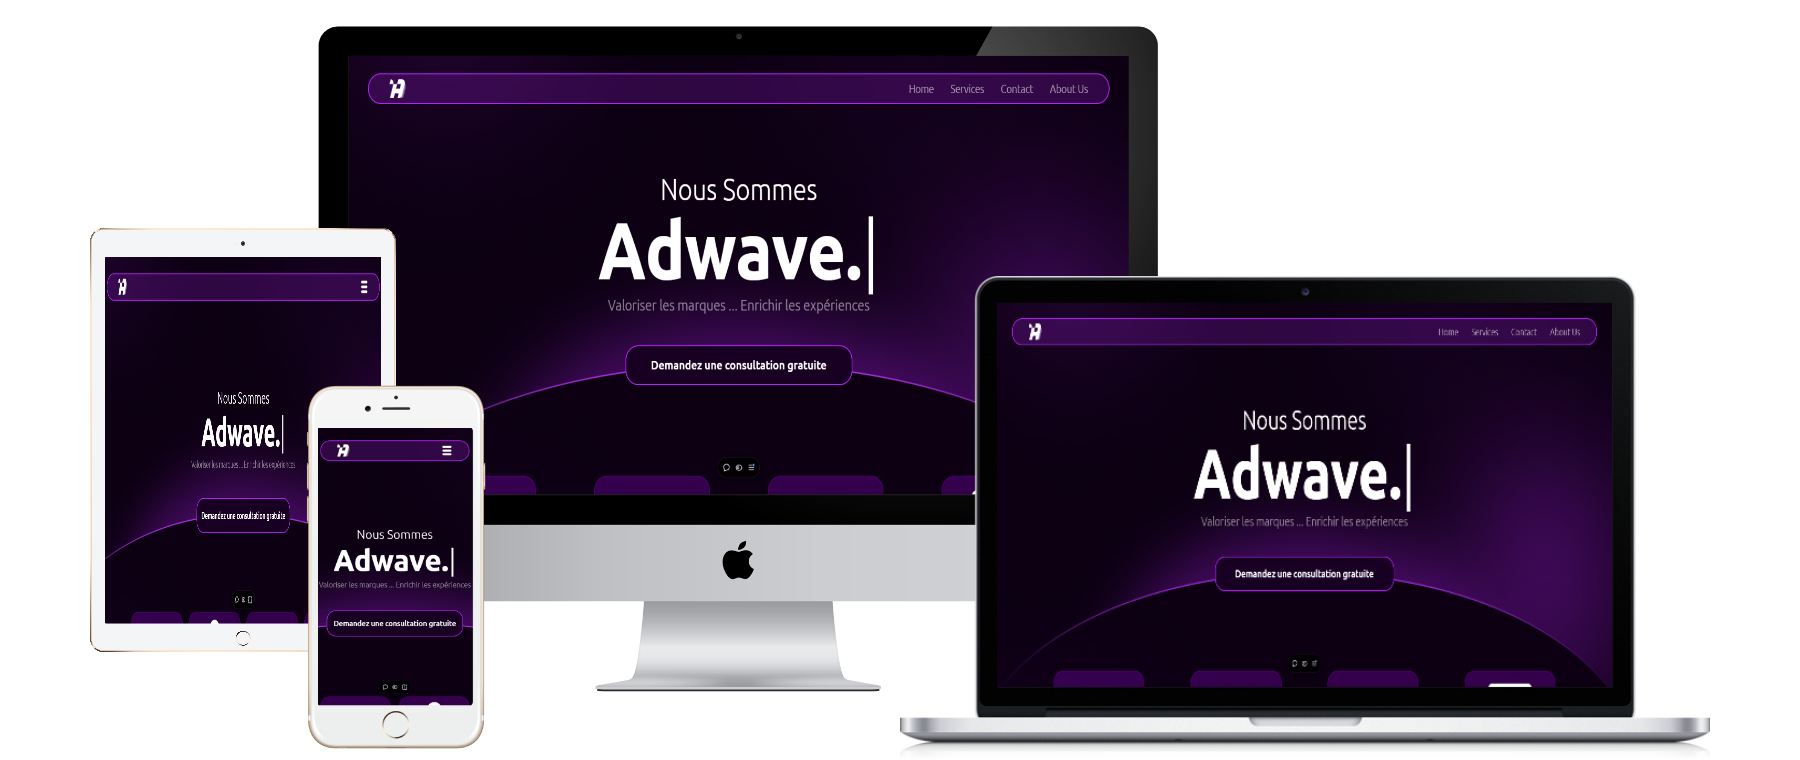 Home Services Contact About Us
Nous Sommes
Adwave.
Valoriser les marques ... Enrichir les expériences
Demandez une consultation gratuite
Nous Sommes
Adwave.
Valoriser les marques ... Enrichir les expériences
Demandez une consultation gratuite
Nous Sommes
Adwave.
Valoriser les marques ... Enrichir les expériences
Demandez une consultation gratuite
Home Services Contact About Us
Nous Sommes
Adwave.
Valoriser les marques ... Enrichir les expériences
Demandez une consultation gratuite